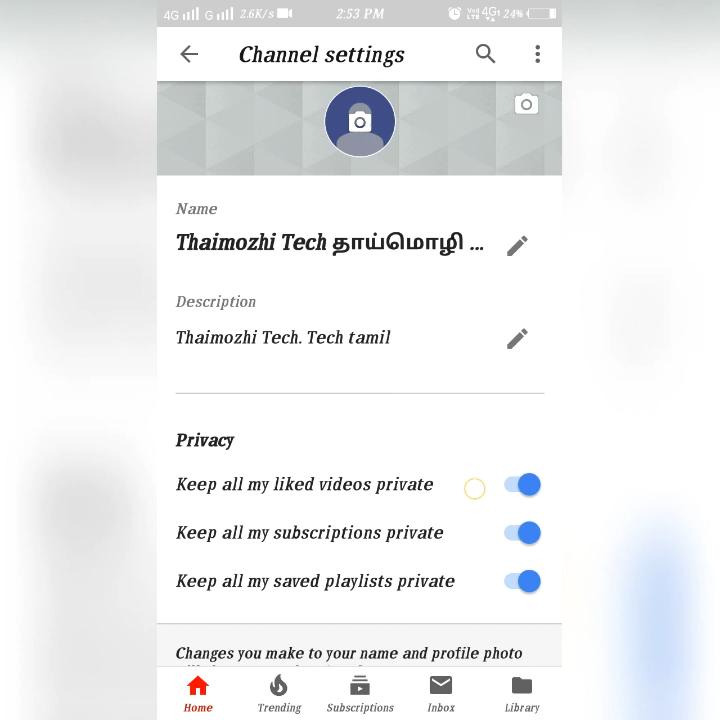 4G G 2.6K/s 2:53 PM 4G 24%
Channel settings
Name
Thaimozhi Tech தாய்மொழி ...
Description
Thaimozhi Tech. Tech tamil
Privacy
Keep all my liked videos private
Keep all my subscriptions private
Keep all my saved playlists private
Changes you make to your name and profile photo
Home Trending Subscriptions Inbox Library